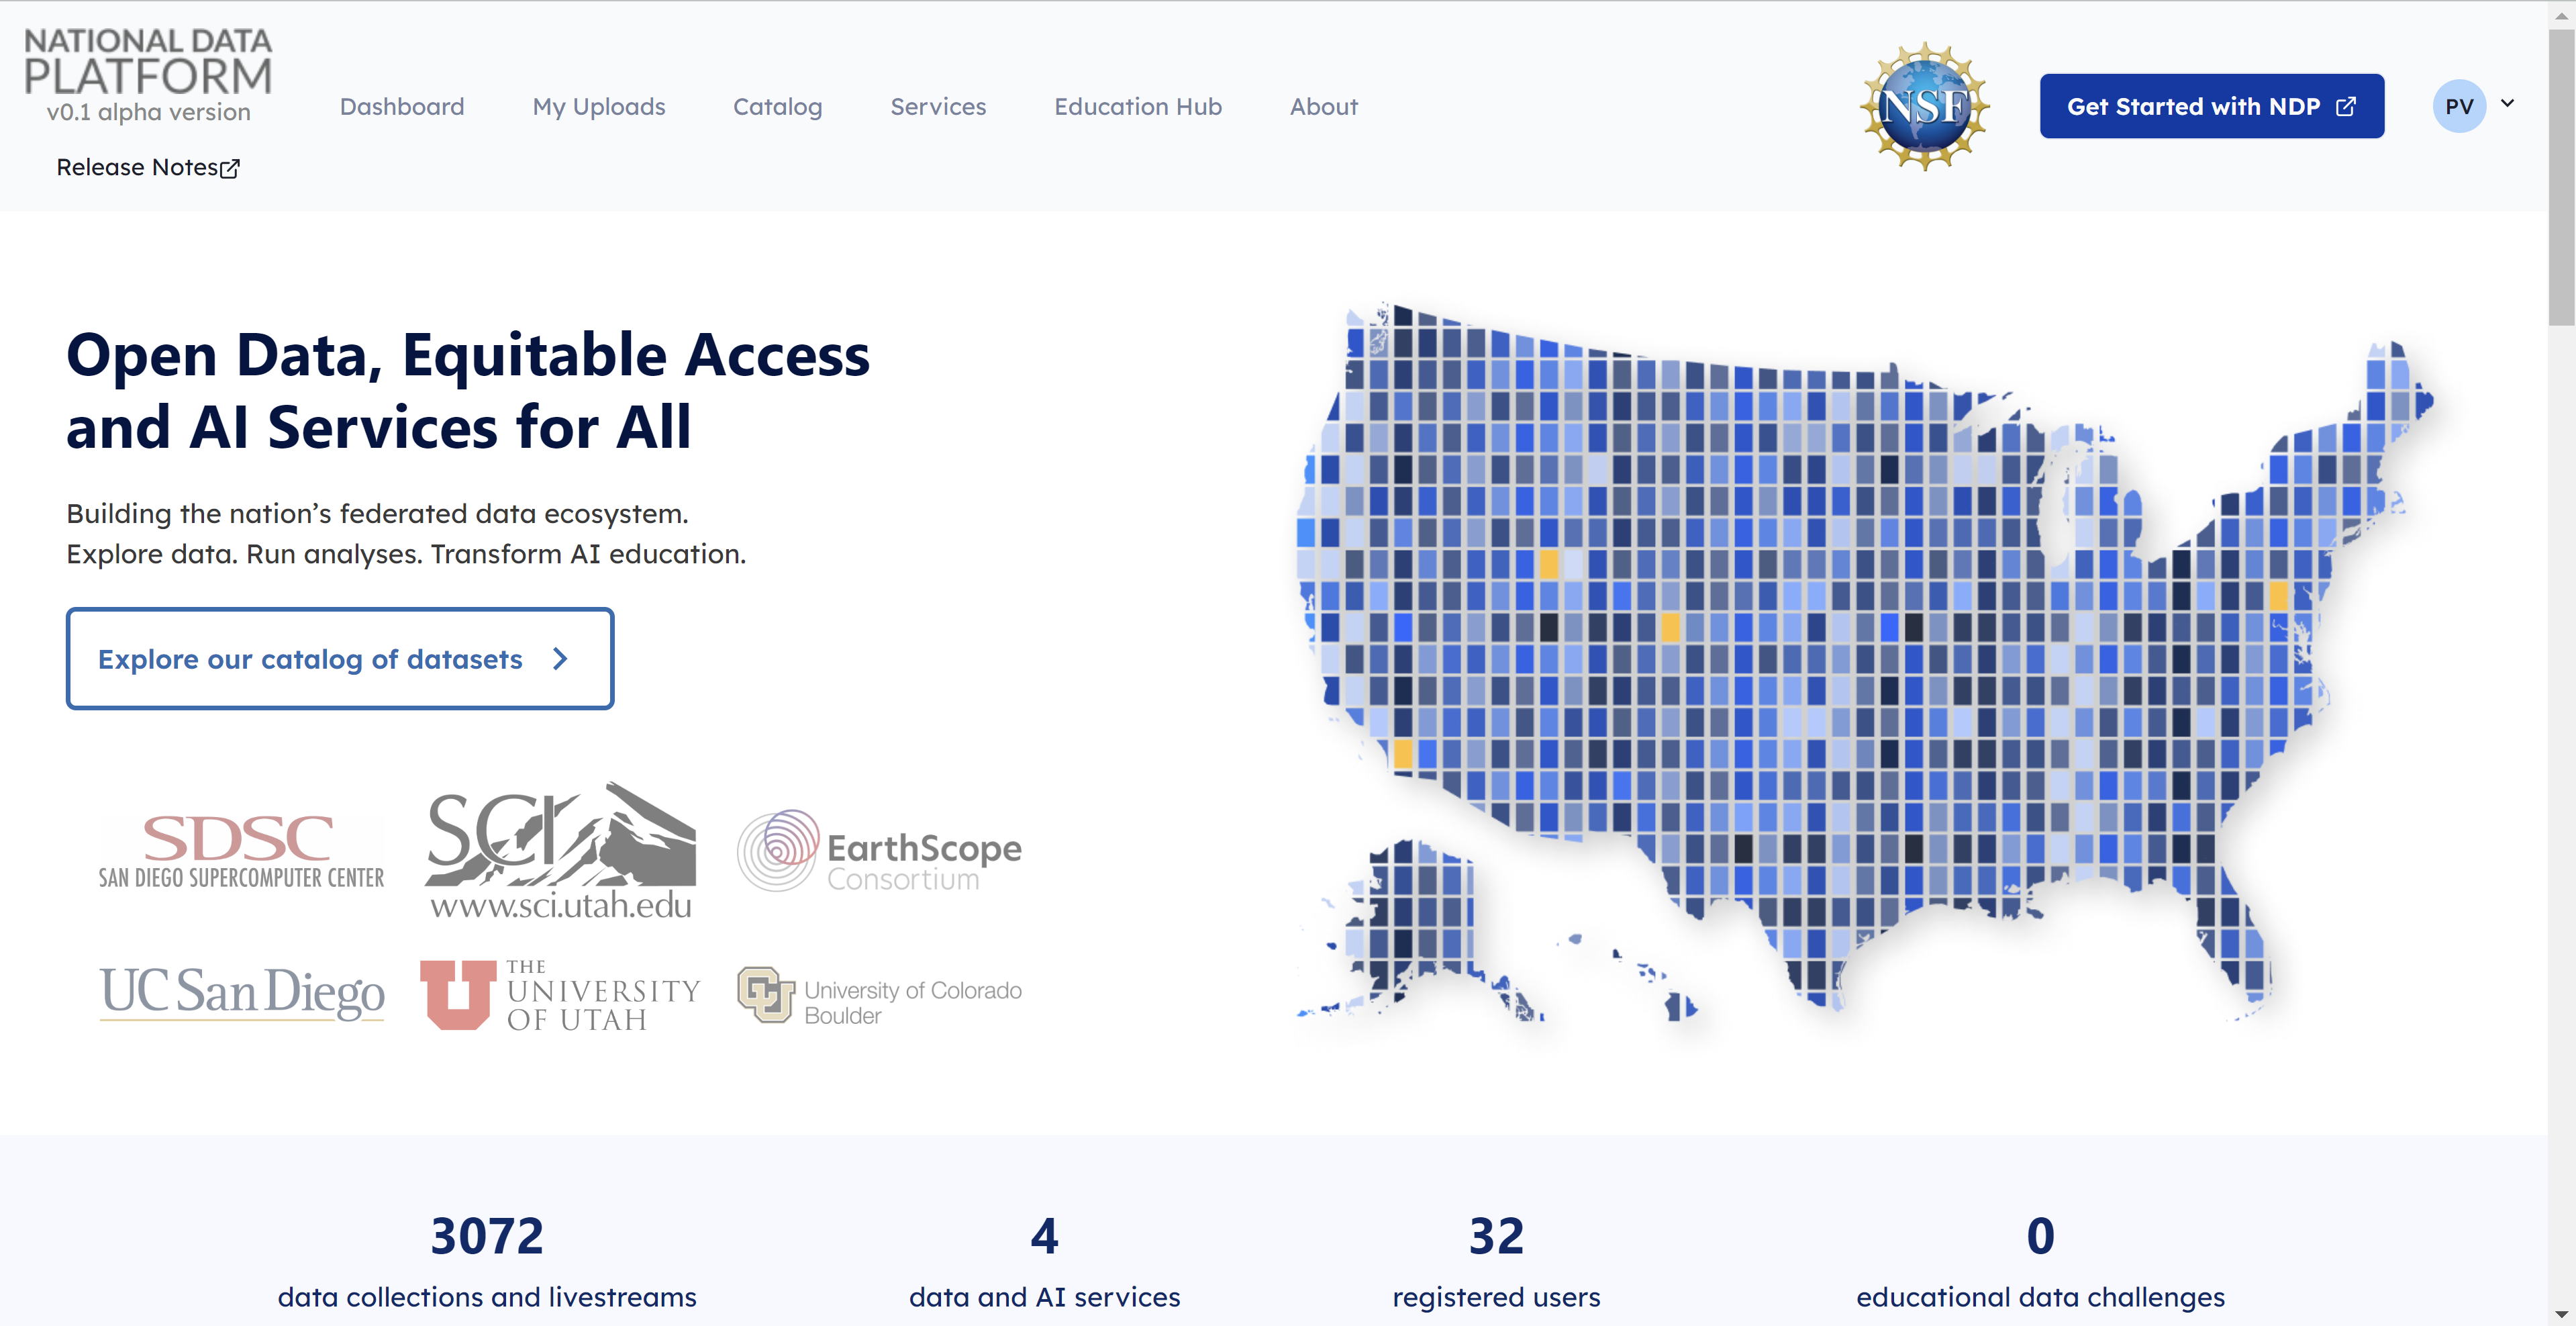 NATIONAL DATA
PLATFORM
v0.1 alpha version
Release Notes
Dashboard
My Uploads
Catalog
Services
Education Hub
About
NSF
Get Started with NDP
PV
Open Data, Equitable Access
and AI Services for All
Building the nation’s federated data ecosystem.
Explore data. Run analyses. Transform AI education.
Explore our catalog of datasets
SDSC
SAN DIEGO SUPERCOMPUTER CENTER
SCI
www.sci.utah.edu
EarthScope
Consortium
UC San Diego
U
THE
UNIVERSITY
OF UTAH
CU
University of Colorado
Boulder
3072
data collections and livestreams
4
data and AI services
32
registered users
0
educational data challenges